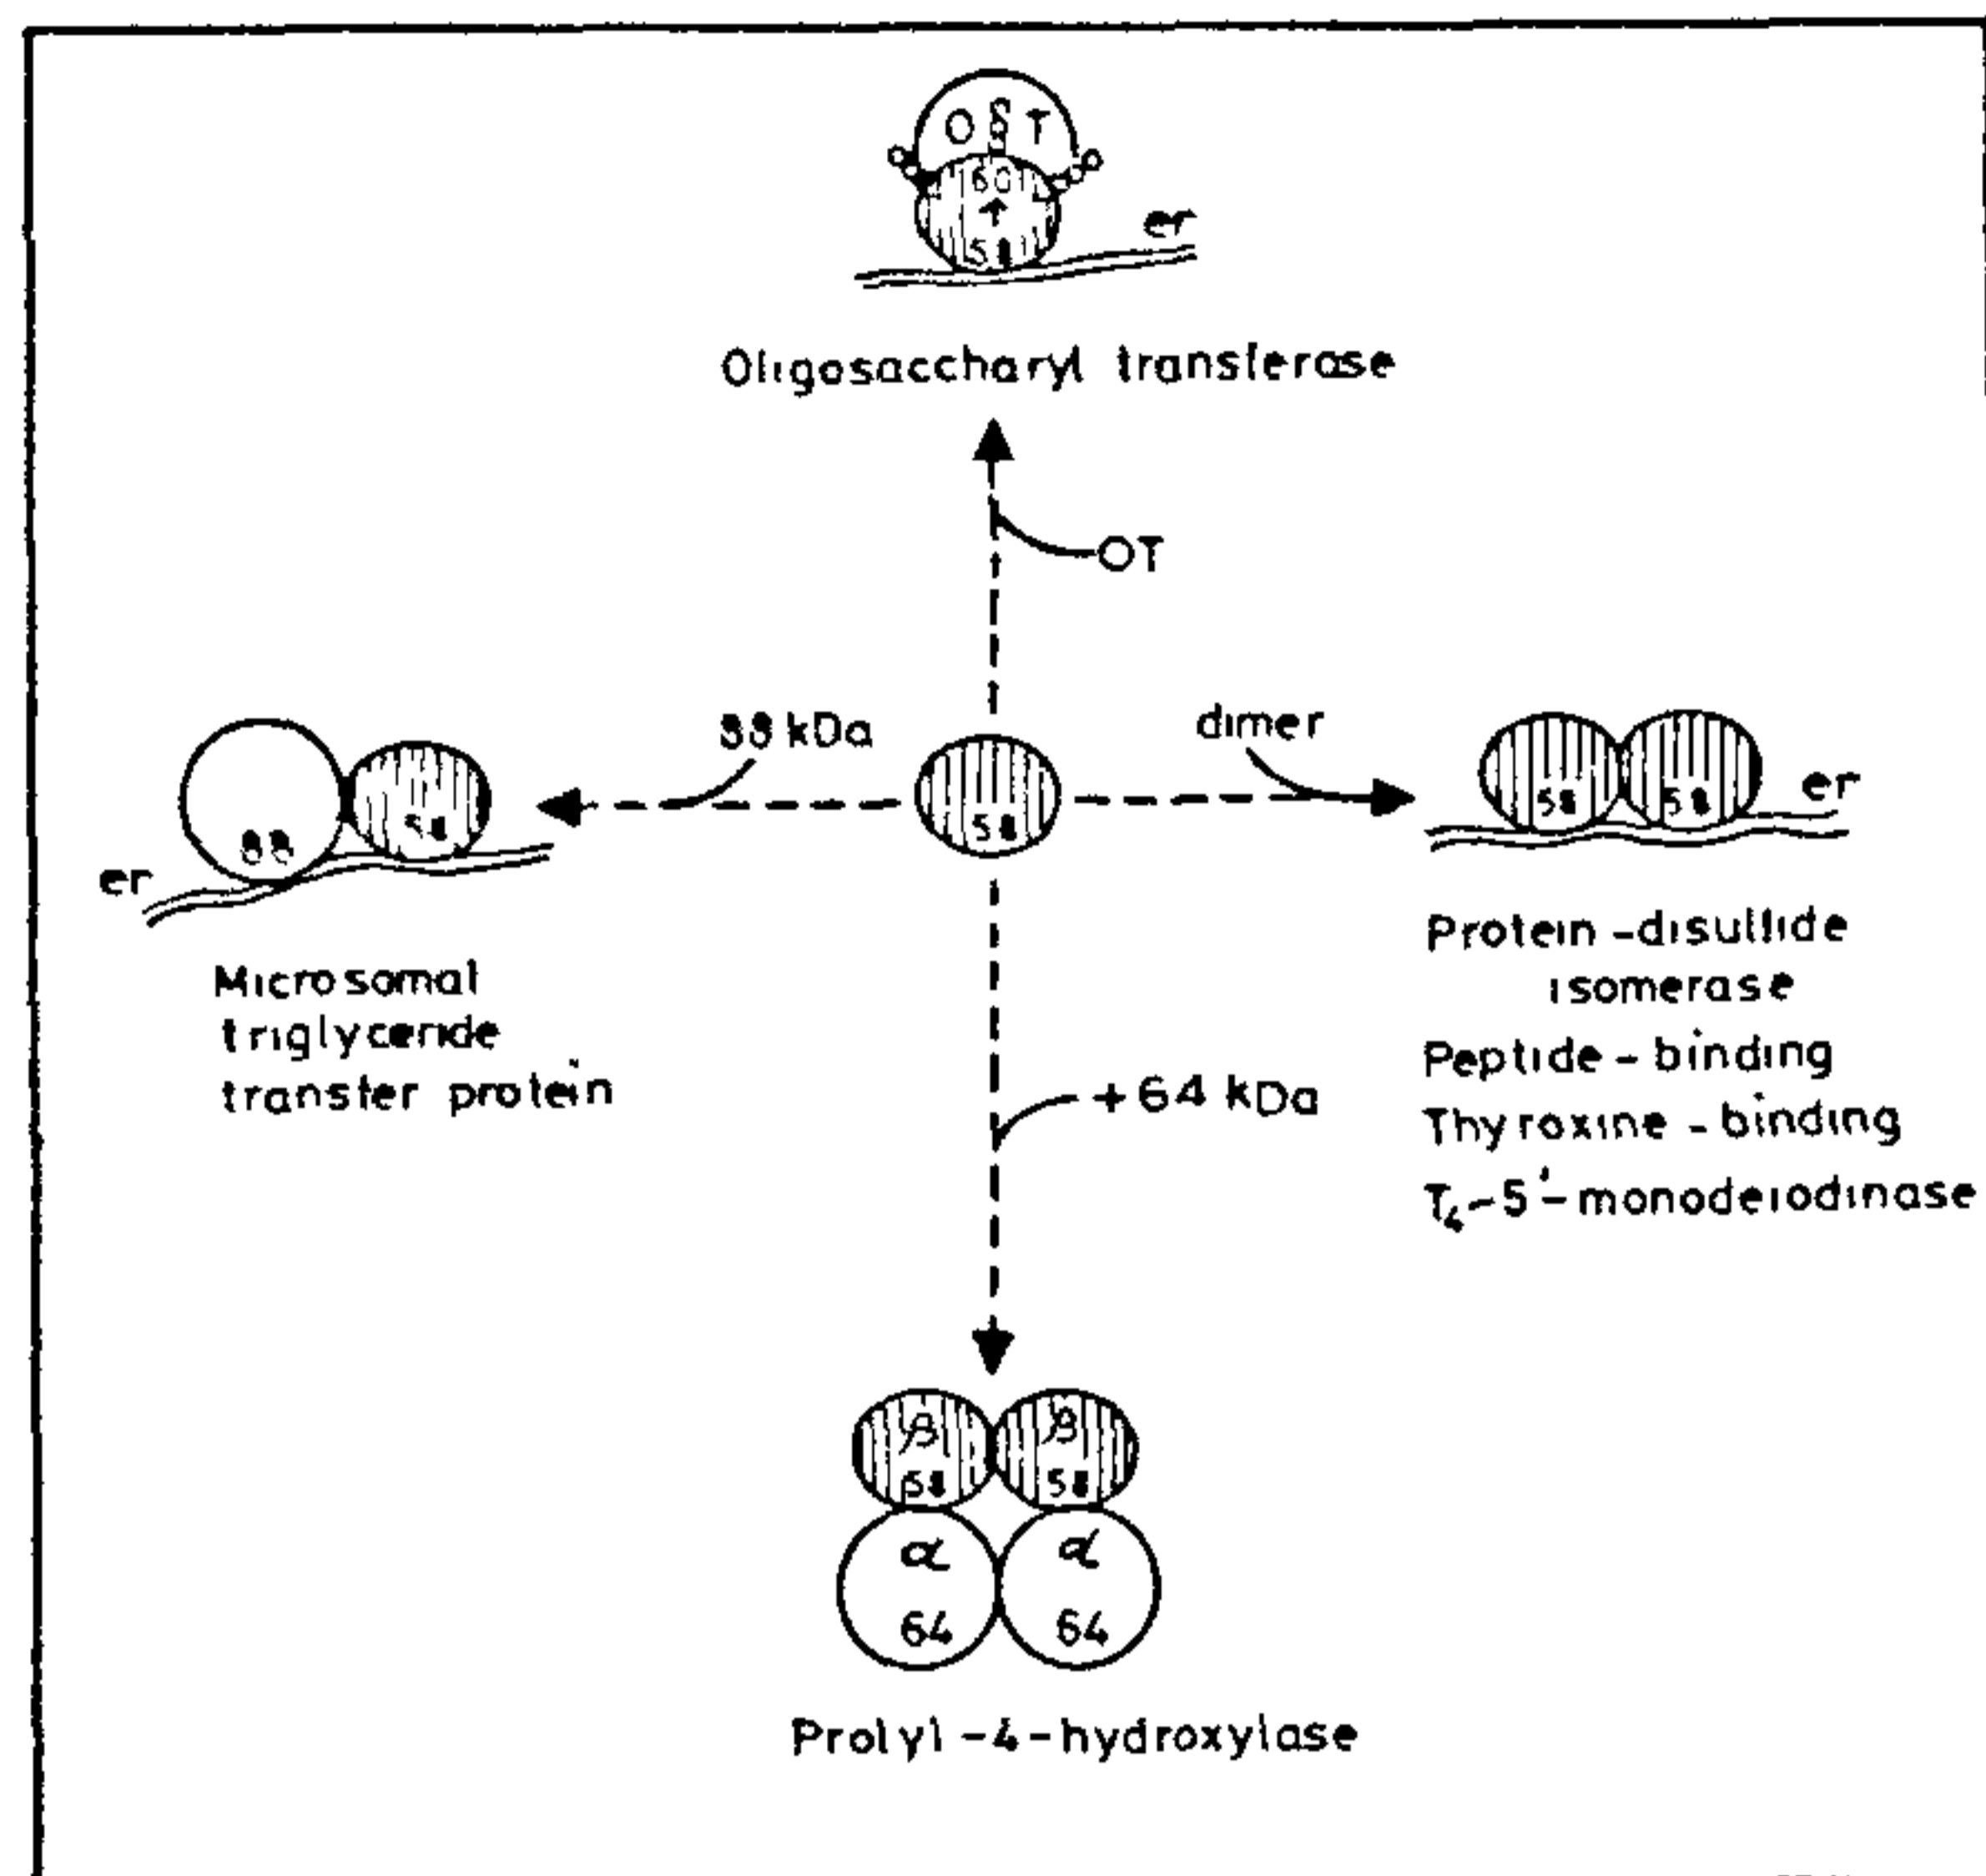 OST
60
↑
58
er
Oligosaccharyl transferase
OT
88 kDa
dimer
58
88
58
er
58
58
er
Microsomal
triglyceride
transfer protein
Protein-disulfide
isomerase
Peptide-binding
Thyroxine-binding
T₄-5'-monodeiodinase
+64 kDa
β
58
β
58
α
64
α
64
Prolyl-4-hydroxylase